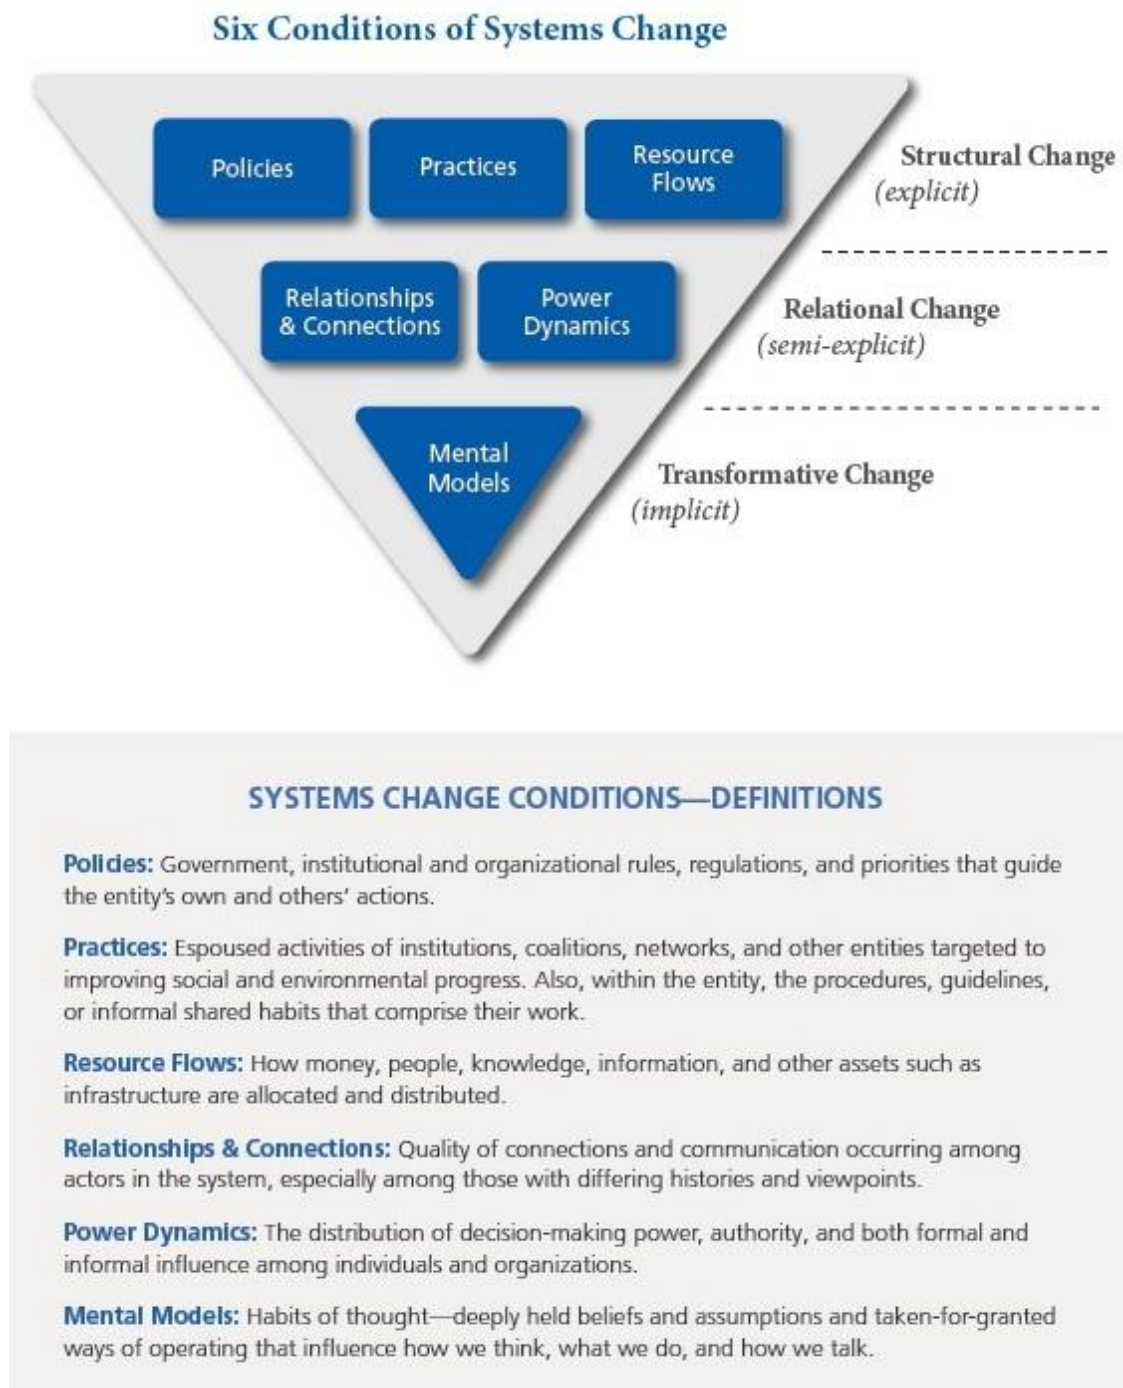 Six Conditions of Systems Change
Policies
Practices
Resource
Flows
Structural Change
(explicit)
Relationships
& Connections
Power
Dynamics
Relational Change
(semi-explicit)
Mental
Models
Transformative Change
(implicit)
SYSTEMS CHANGE CONDITIONS—DEFINITIONS
Policies: Government, institutional and organizational rules, regulations, and priorities that guide
the entity's own and others' actions.
Practices: Espoused activities of institutions, coalitions, networks, and other entities targeted to
improving social and environmental progress. Also, within the entity, the procedures, guidelines,
or informal shared habits that comprise their work.
Resource Flows: How money, people, knowledge, information, and other assets such as
infrastructure are allocated and distributed.
Relationships & Connections: Quality of connections and communication occurring among
actors in the system, especially among those with differing histories and viewpoints.
Power Dynamics: The distribution of decision-making power, authority, and both formal and
informal influence among individuals and organizations.
Mental Models: Habits of thought—deeply held beliefs and assumptions and taken-for-granted
ways of operating that influence how we think, what we do, and how we talk.